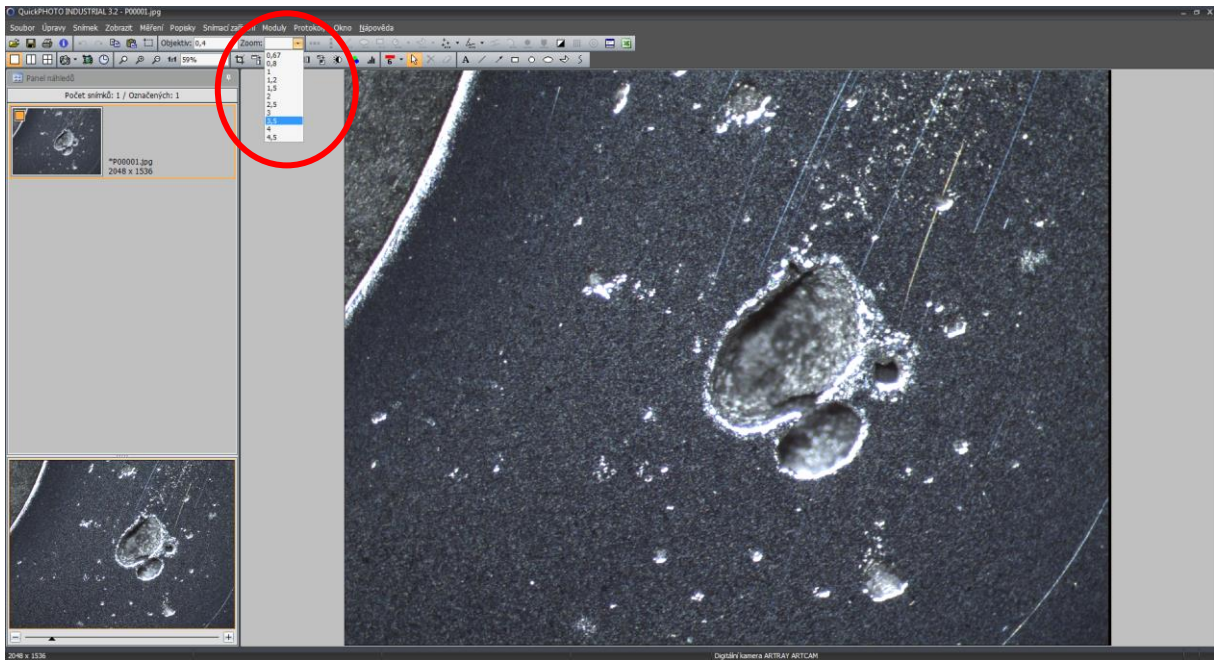 QuickPHOTO INDUSTRIAL 3.2 - P00001.jpg
Soubor Úpravy Snímek Zobrazit Měření Popisky Snímací zařízení Moduly Protokoly Okno Nápověda
Objektiv: 0,4 Zoom:
1:1 59%
0,67
0,8
1
1,2
1,5
2
2,5
3
3,5
4
4,5
Panel náhledů
Počet snímků: 1 / Označených: 1
*P00001.jpg
2048 x 1536
2048 x 1536 Digitální kamera ARTRAY ARTCAM